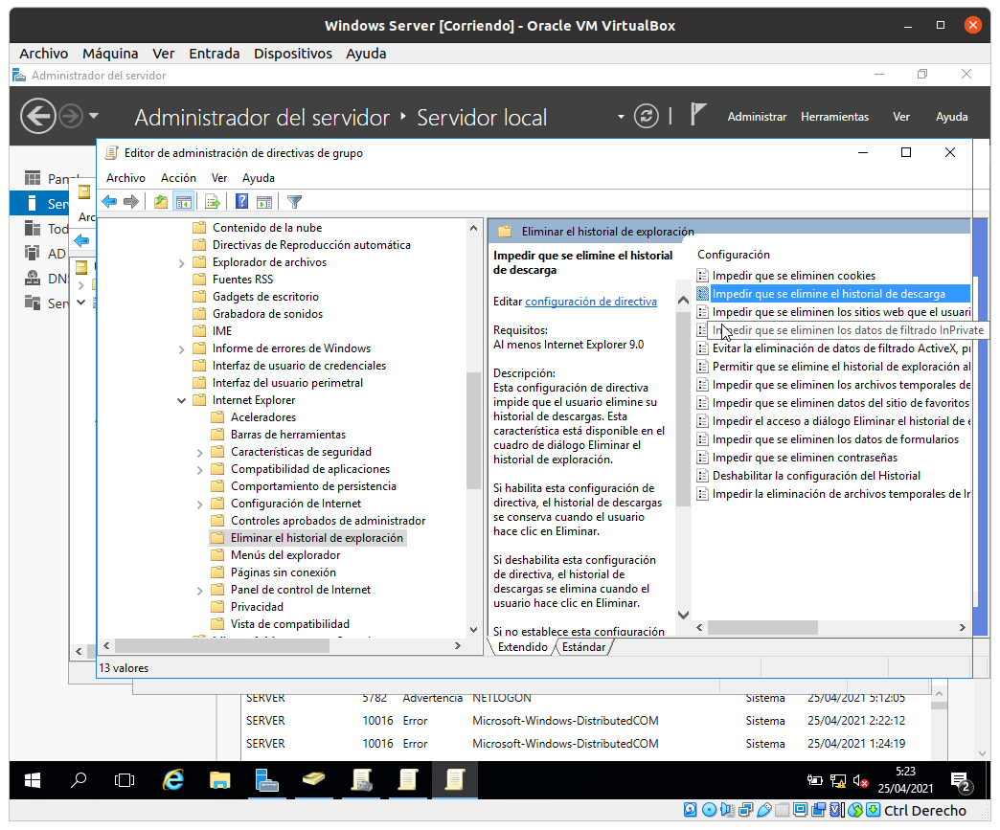 Windows Server [Corriendo] - Oracle VM VirtualBox
Archivo Máquina Ver Entrada Dispositivos Ayuda
Administrador del servidor
Administrador del servidor Servidor local
Administrar Herramientas Ver Ayuda
Editor de administración de directivas de grupo
Archivo Acción Ver Ayuda
Ser
Arc
Tod
AD
DN
Ser
Contenido de la nube
Directivas de Reproducción automática
Explorador de archivos
Fuentes RSS
Gadgets de escritorio
Grabadora de sonidos
IME
Informe de errores de Windows
Interfaz de usuario de credenciales
Interfaz del usuario perimetral
Internet Explorer
Aceleradores
Barras de herramientas
Características de seguridad
Compatibilidad de aplicaciones
Comportamiento de persistencia
Configuración de Internet
Controles aprobados de administrador
Eliminar el historial de exploración
Menús del explorador
Páginas sin conexión
Panel de control de Internet
Privacidad
Vista de compatibilidad
Eliminar el historial de exploración
Impedir que se elimine el historial
de descarga
Editar configuración de directiva
Requisitos:
Al menos Internet Explorer 9.0
Descripción:
Esta configuración de directiva
impide que el usuario elimine su
historial de descargas. Esta
característica está disponible en el
cuadro de diálogo Eliminar el
historial de exploración.
Si habilita esta configuración de
directiva, el historial de descargas
se conserva cuando el usuario
hace clic en Eliminar.
Si deshabilita esta configuración
de directiva, el historial de
descargas se elimina cuando el
usuario hace clic en Eliminar.
Si no establece esta configuración
Configuración
Impedir que se eliminen cookies
Impedir que se elimine el historial de descarga
Impedir que se eliminen los sitios web que el usuari
Impedir que se eliminen los datos de filtrado InPrivate
Evitar la eliminación de datos de filtrado ActiveX, p
Permitir que se elimine el historial de exploración al
Impedir que se eliminen los archivos temporales de
Impedir que se eliminen datos del sitio de favoritos
Impedir el acceso a diálogo Eliminar el historial de e
Impedir que se eliminen los datos de formularios
Impedir que se eliminen contraseñas
Deshabilitar la configuración del Historial
Impedir la eliminación de archivos temporales de In
Extendido Estándar
13 valores
SERVER 5782 Advertencia NETLOGON Sistema 25/04/2021 5:12:05
SERVER 10016 Error Microsoft-Windows-DistributedCOM Sistema 25/04/2021 2:22:12
SERVER 10016 Error Microsoft-Windows-DistributedCOM Sistema 25/04/2021 1:24:19
5:23
25/04/2021
2
Ctrl Derecho